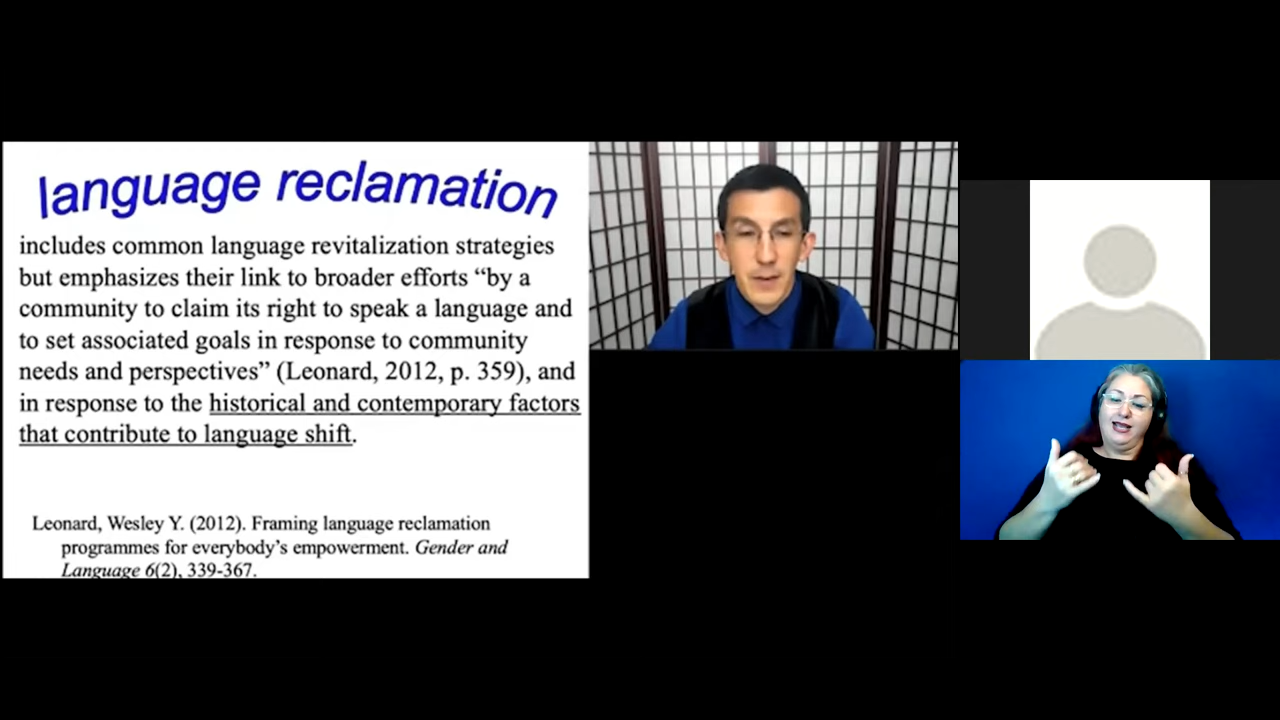 language reclamation
includes common language revitalization strategies
but emphasizes their link to broader efforts “by a
community to claim its right to speak a language and
to set associated goals in response to community
needs and perspectives” (Leonard, 2012, p. 359), and
in response to the historical and contemporary factors
that contribute to language shift.
Leonard, Wesley Y. (2012). Framing language reclamation
programmes for everybody’s empowerment. Gender and
Language 6(2), 339-367.